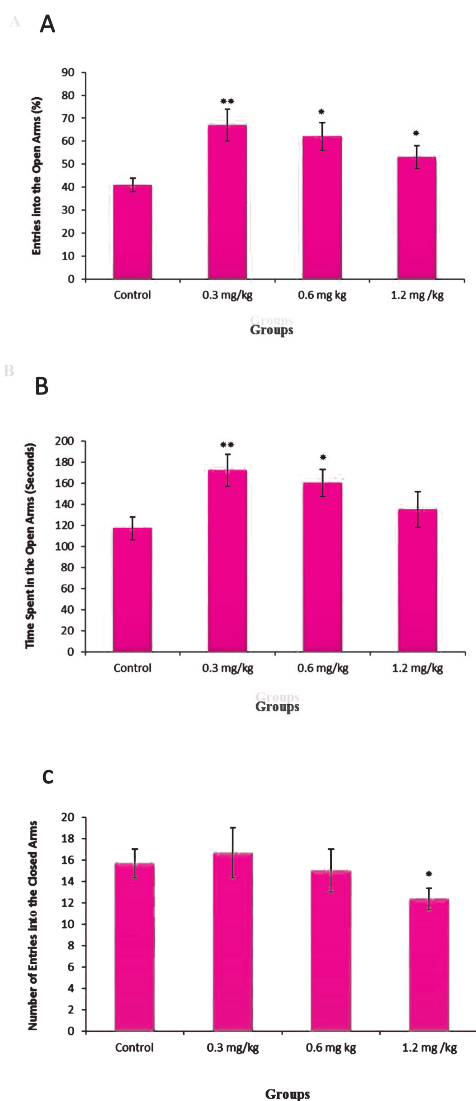 A
A
Entries into the Open Arms (%)
90
80
70
60
50
40
30
20
10
0
**
*
*
Control 0.3 mg/kg 0.6 mg kg 1.2 mg /kg
Groups
Groups
B
B
Time Spent in the Open Arms (Seconds)
200
180
160
140
120
100
80
60
40
20
0
**
*
Control 0.3 mg/kg 0.6 mg/kg 1.2 mg/kg
Groups
Groups
C
Number of Entries into the Closed Arms
20
18
16
14
12
10
8
6
4
2
0
*
Control 0.3 mg/kg 0.6 mg kg 1.2 mg /kg
Groups